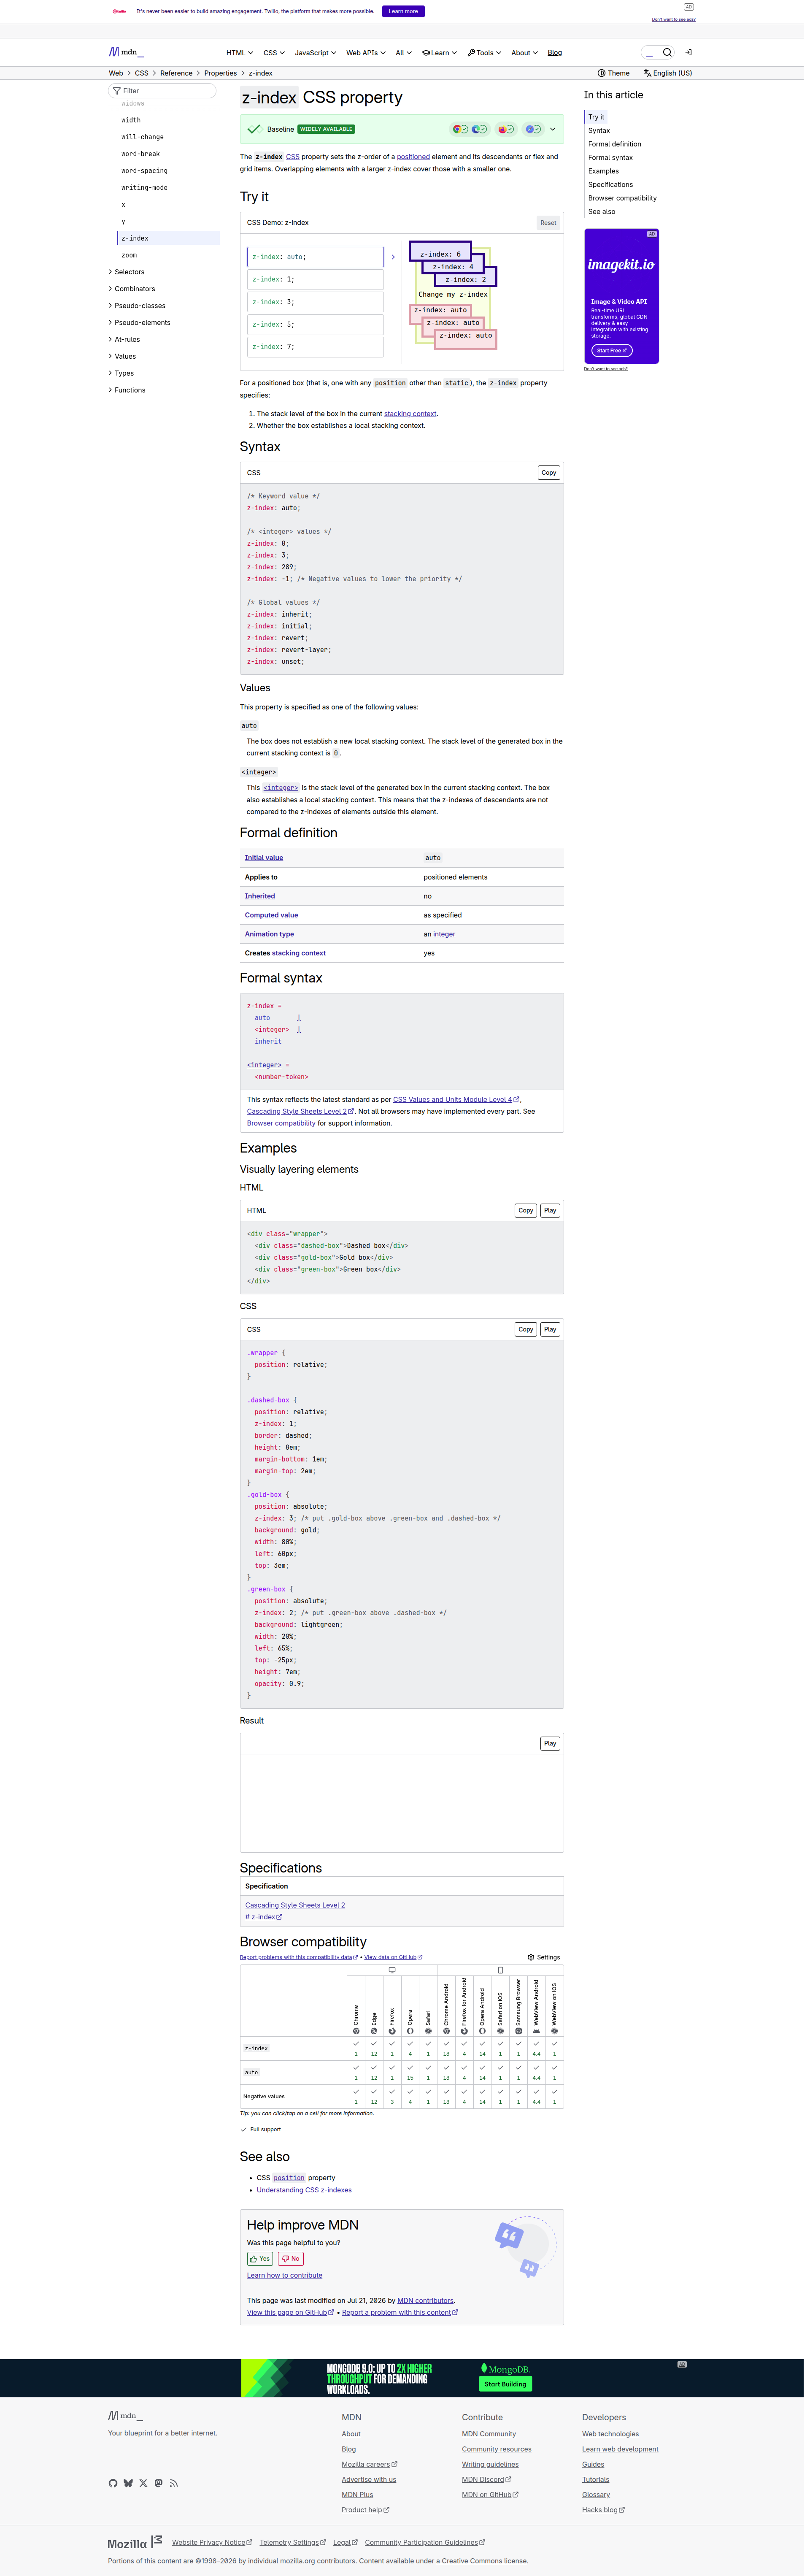 It's never been easier to build amazing engagement. Twilio, the platform that makes more possible.
Learn more
AD
Don't want to see ads?
mdn_
HTML
CSS
JavaScript
Web APIs
All
Learn
Tools
About
Blog
Web
CSS
Reference
Properties
z-index
Theme
English (US)
Filter
widows
width
will-change
word-break
word-spacing
writing-mode
x
y
z-index
zoom
Selectors
Combinators
Pseudo-classes
Pseudo-elements
At-rules
Values
Types
Functions
z-index CSS property
Baseline WIDELY AVAILABLE
The z-index CSS property sets the z-order of a positioned element and its descendants or flex and
grid items. Overlapping elements with a larger z-index cover those with a smaller one.
Try it
CSS Demo: z-index
Reset
z-index: auto;
z-index: 1;
z-index: 3;
z-index: 5;
z-index: 7;
z-index: 6
z-index: 4
z-index: 2
Change my z-index
z-index: auto
z-index: auto
z-index: auto
For a positioned box (that is, one with any position other than static), the z-index property
specifies:
1. The stack level of the box in the current stacking context.
2. Whether the box establishes a local stacking context.
Syntax
CSS
Copy
/* Keyword value */
z-index: auto;
/* <integer> values */
z-index: 0;
z-index: 3;
z-index: 289;
z-index: -1; /* Negative values to lower the priority */
/* Global values */
z-index: inherit;
z-index: initial;
z-index: revert;
z-index: revert-layer;
z-index: unset;
Values
This property is specified as one of the following values:
auto
The box does not establish a new local stacking context. The stack level of the generated box in the
current stacking context is 0.
<integer>
This <integer> is the stack level of the generated box in the current stacking context. The box
also establishes a local stacking context. This means that the z-indexes of descendants are not
compared to the z-indexes of elements outside this element.
Formal definition
Initial value auto
Applies to positioned elements
Inherited no
Computed value as specified
Animation type an integer
Creates stacking context yes
Formal syntax
z-index =
auto |
<integer> |
inherit
<integer> =
<number-token>
This syntax reflects the latest standard as per CSS Values and Units Module Level 4,
Cascading Style Sheets Level 2. Not all browsers may have implemented every part. See
Browser compatibility for support information.
Examples
Visually layering elements
HTML
HTML
Copy
Play
<div class="wrapper">
<div class="dashed-box">Dashed box</div>
<div class="gold-box">Gold box</div>
<div class="green-box">Green box</div>
</div>
CSS
CSS
Copy
Play
.wrapper {
position: relative;
}
.dashed-box {
position: relative;
z-index: 1;
border: dashed;
height: 8em;
margin-bottom: 1em;
margin-top: 2em;
}
.gold-box {
position: absolute;
z-index: 3; /* put .gold-box above .green-box and .dashed-box */
background: gold;
width: 80%;
left: 60px;
top: 3em;
}
.green-box {
position: absolute;
z-index: 2; /* put .green-box above .dashed-box */
background: lightgreen;
width: 20%;
left: 65%;
top: -25px;
height: 7em;
opacity: 0.9;
}
Result
Play
Specifications
Specification
Cascading Style Sheets Level 2
# z-index
Browser compatibility
Report problems with this compatibility data • View data on GitHub
Settings
Chrome
Edge
Firefox
Opera
Safari
Chrome Android
Firefox for Android
Opera Android
Safari on iOS
Samsung Browser
WebView Android
WebView on iOS
z-index 1 12 1 4 1 18 4 14 1 1 4.4 1
auto 1 12 1 15 1 18 4 14 1 1 4.4 1
Negative values 1 12 3 4 1 18 4 14 1 1 4.4 1
Tip: you can click/tap on a cell for more information.
Full support
See also
• CSS position property
• Understanding CSS z-indexes
Help improve MDN
Was this page helpful to you?
Yes
No
Learn how to contribute
This page was last modified on Jul 21, 2026 by MDN contributors.
View this page on GitHub • Report a problem with this content
In this article
Try it
Syntax
Formal definition
Formal syntax
Examples
Specifications
Browser compatibility
See also
AD
imagekit.io
Image & Video API
Real-time URL
transforms, global CDN
delivery & easy
integration with existing
storage.
Start Free
Don't want to see ads?
MONGODB 9.0: UP TO 2X HIGHER
THROUGHPUT FOR DEMANDING
WORKLOADS.
MongoDB
Start Building
AD
mdn_
Your blueprint for a better internet.
MDN
About
Blog
Mozilla careers
Advertise with us
MDN Plus
Product help
Contribute
MDN Community
Community resources
Writing guidelines
MDN Discord
MDN on GitHub
Developers
Web technologies
Learn web development
Guides
Tutorials
Glossary
Hacks blog
Mozilla
Website Privacy Notice
Telemetry Settings
Legal
Community Participation Guidelines
Portions of this content are ©1998–2026 by individual mozilla.org contributors. Content available under a Creative Commons license.